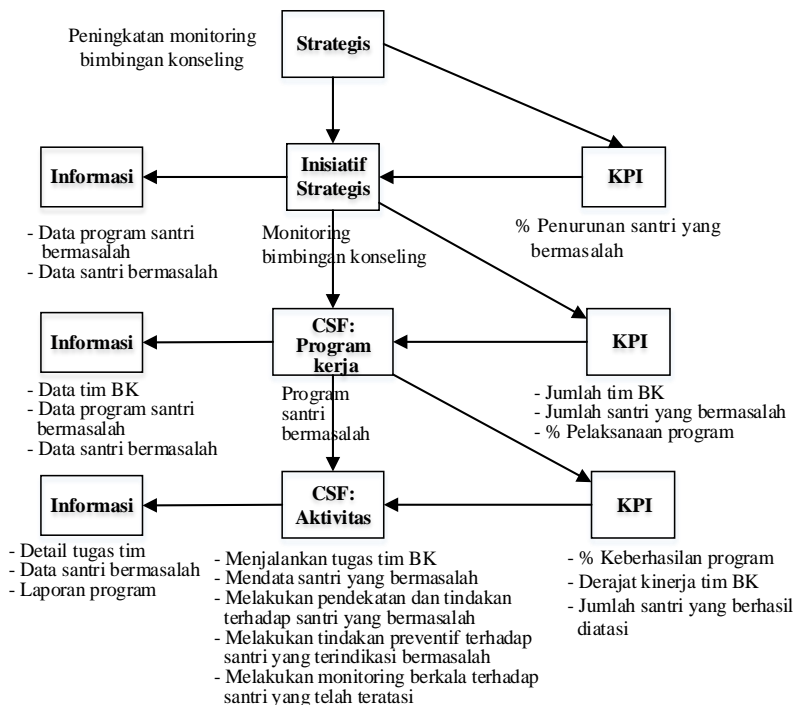 Peningkatan monitoring
bimbingan konseling
Strategis
Informasi
Inisiatif
Strategis
KPI
- Data program santri
bermasalah
- Data santri bermasalah
Monitoring
bimbingan konseling
% Penurunan santri yang
bermasalah
Informasi
CSF:
Program
kerja
KPI
- Data tim BK
- Data program santri
bermasalah
- Data santri bermasalah
Program
santri
bermasalah
- Jumlah tim BK
- Jumlah santri yang bermasalah
- % Pelaksanaan program
Informasi
CSF:
Aktivitas
KPI
- Detail tugas tim
- Data santri bermasalah
- Laporan program
- Menjalankan tugas tim BK
- Mendata santri yang bermasalah
- Melakukan pendekatan dan tindakan
terhadap santri yang bermasalah
- Melakukan tindakan preventif terhadap
santri yang terindikasi bermasalah
- Melakukan monitoring berkala terhadap
santri yang telah teratasi
- % Keberhasilan program
- Derajat kinerja tim BK
- Jumlah santri yang berhasil
diatasi